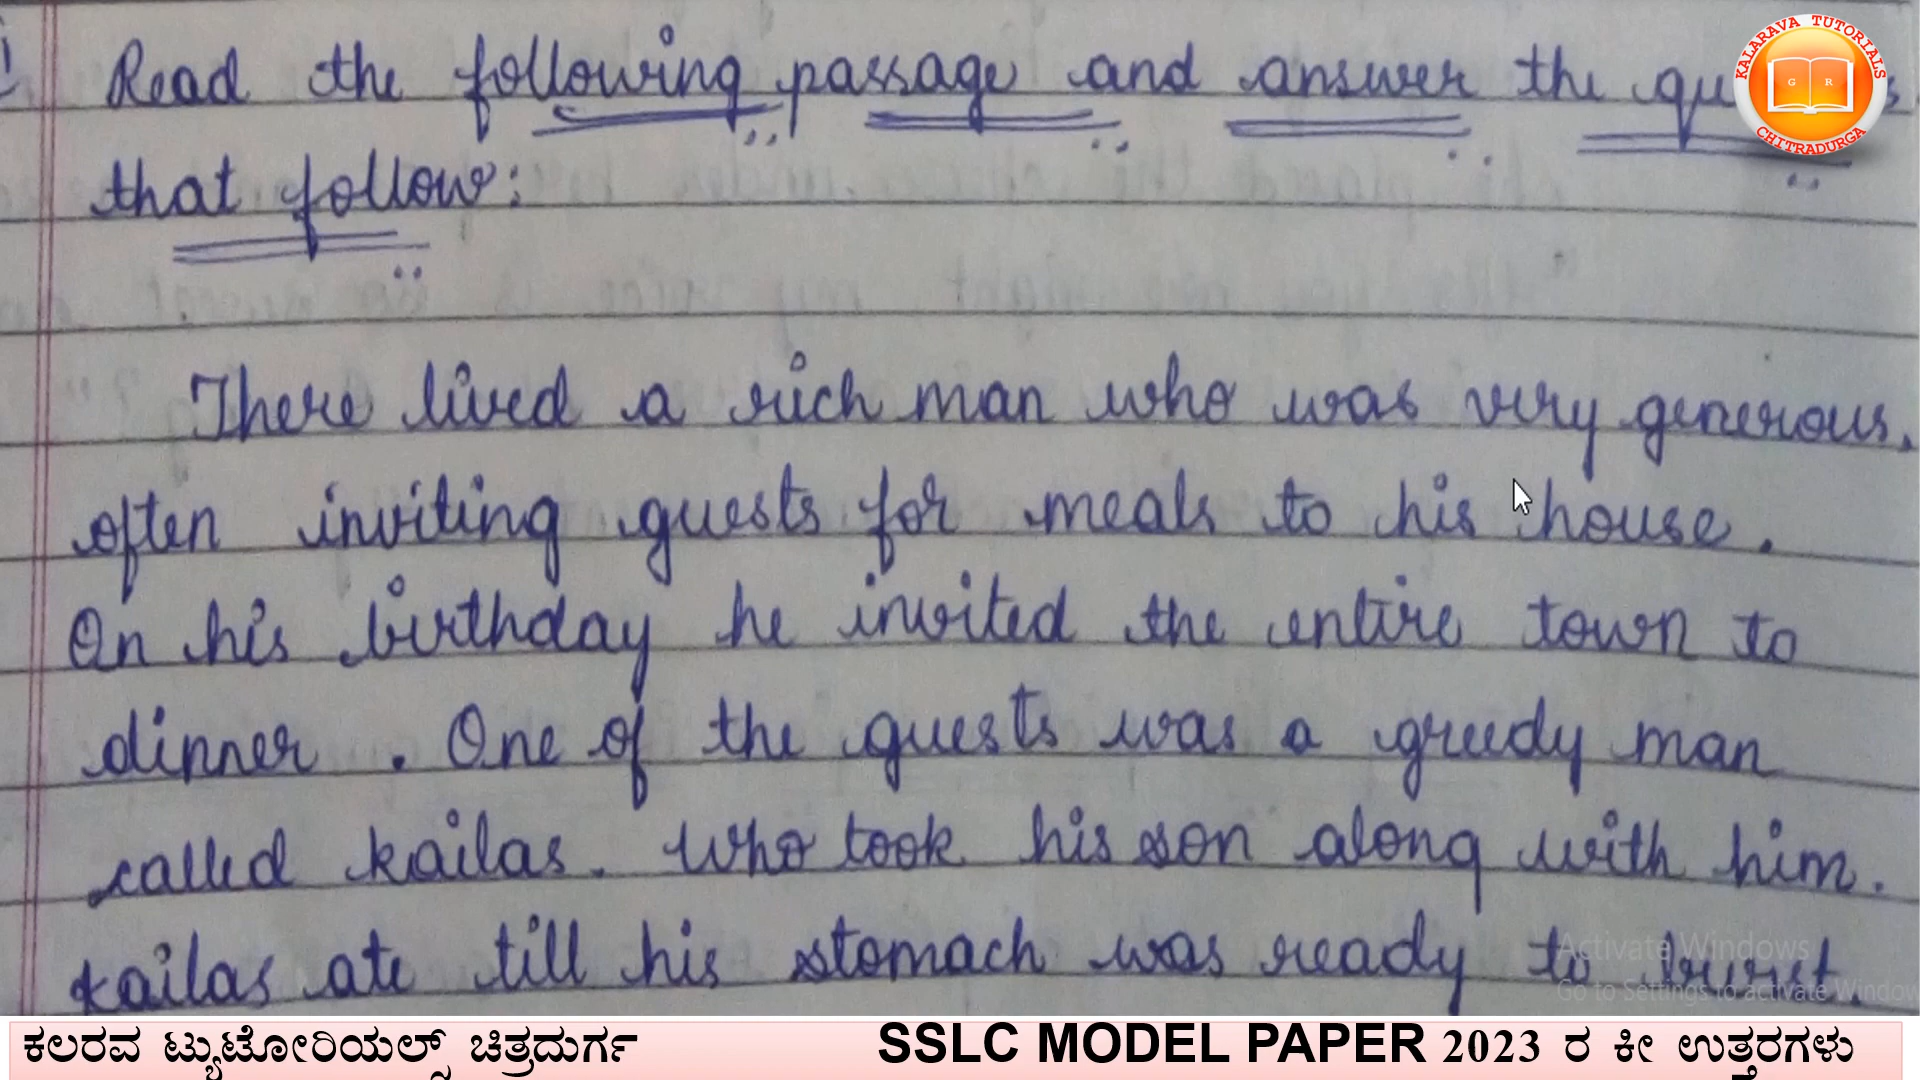 KALARAVA TUTORIALS
G R
CHITRADURGA
Read the following passage and answer the
that follow:
There lived a rich man who was very generous.
often inviting guests for meals to his house.
On his birthday he invited the entire town to
dinner. One of the guests was a greedy man
called kailas. Who took his son along with him.
kailas ate till his stomach was ready to burst.
Activate Windows
Go to Settings to activate Window
ಕಲರವ ಟ್ಯುಟೋರಿಯಲ್ಸ್ ಚಿತ್ರದುರ್ಗ SSLC MODEL PAPER 2023 ರ ಕೀ ಉತ್ತರಗಳು